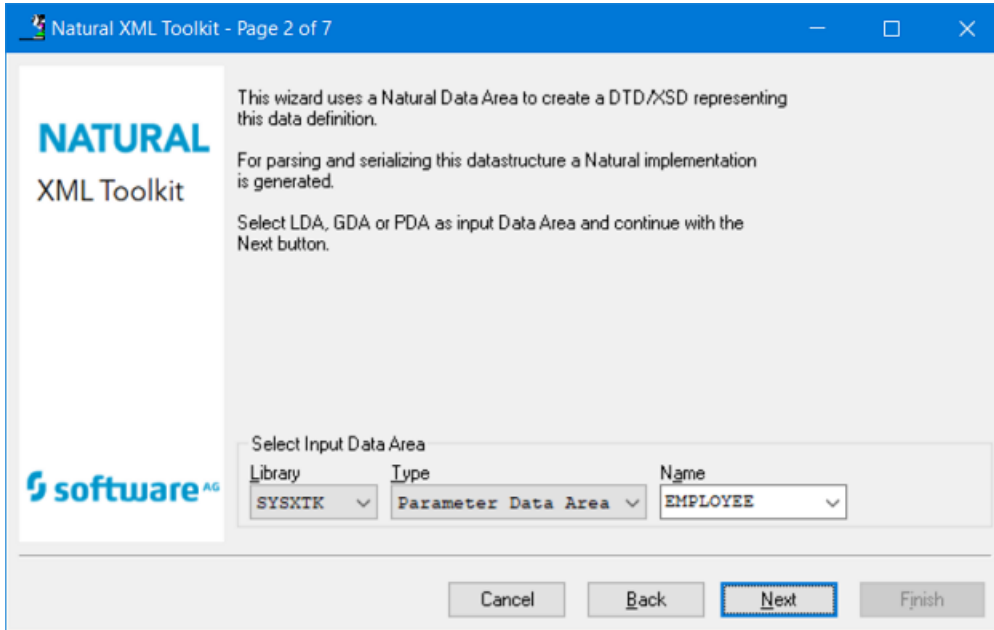 Natural XML Toolkit - Page 2 of 7
NATURAL
XML Toolkit
This wizard uses a Natural Data Area to create a DTD/XSD representing
this data definition.
For parsing and serializing this datastructure a Natural implementation
is generated.
Select LDA, GDA or PDA as input Data Area and continue with the
Next button.
software AG
Select Input Data Area
Library Type Name
SYSXTK Parameter Data Area EMPLOYEE
Cancel Back Next Finish